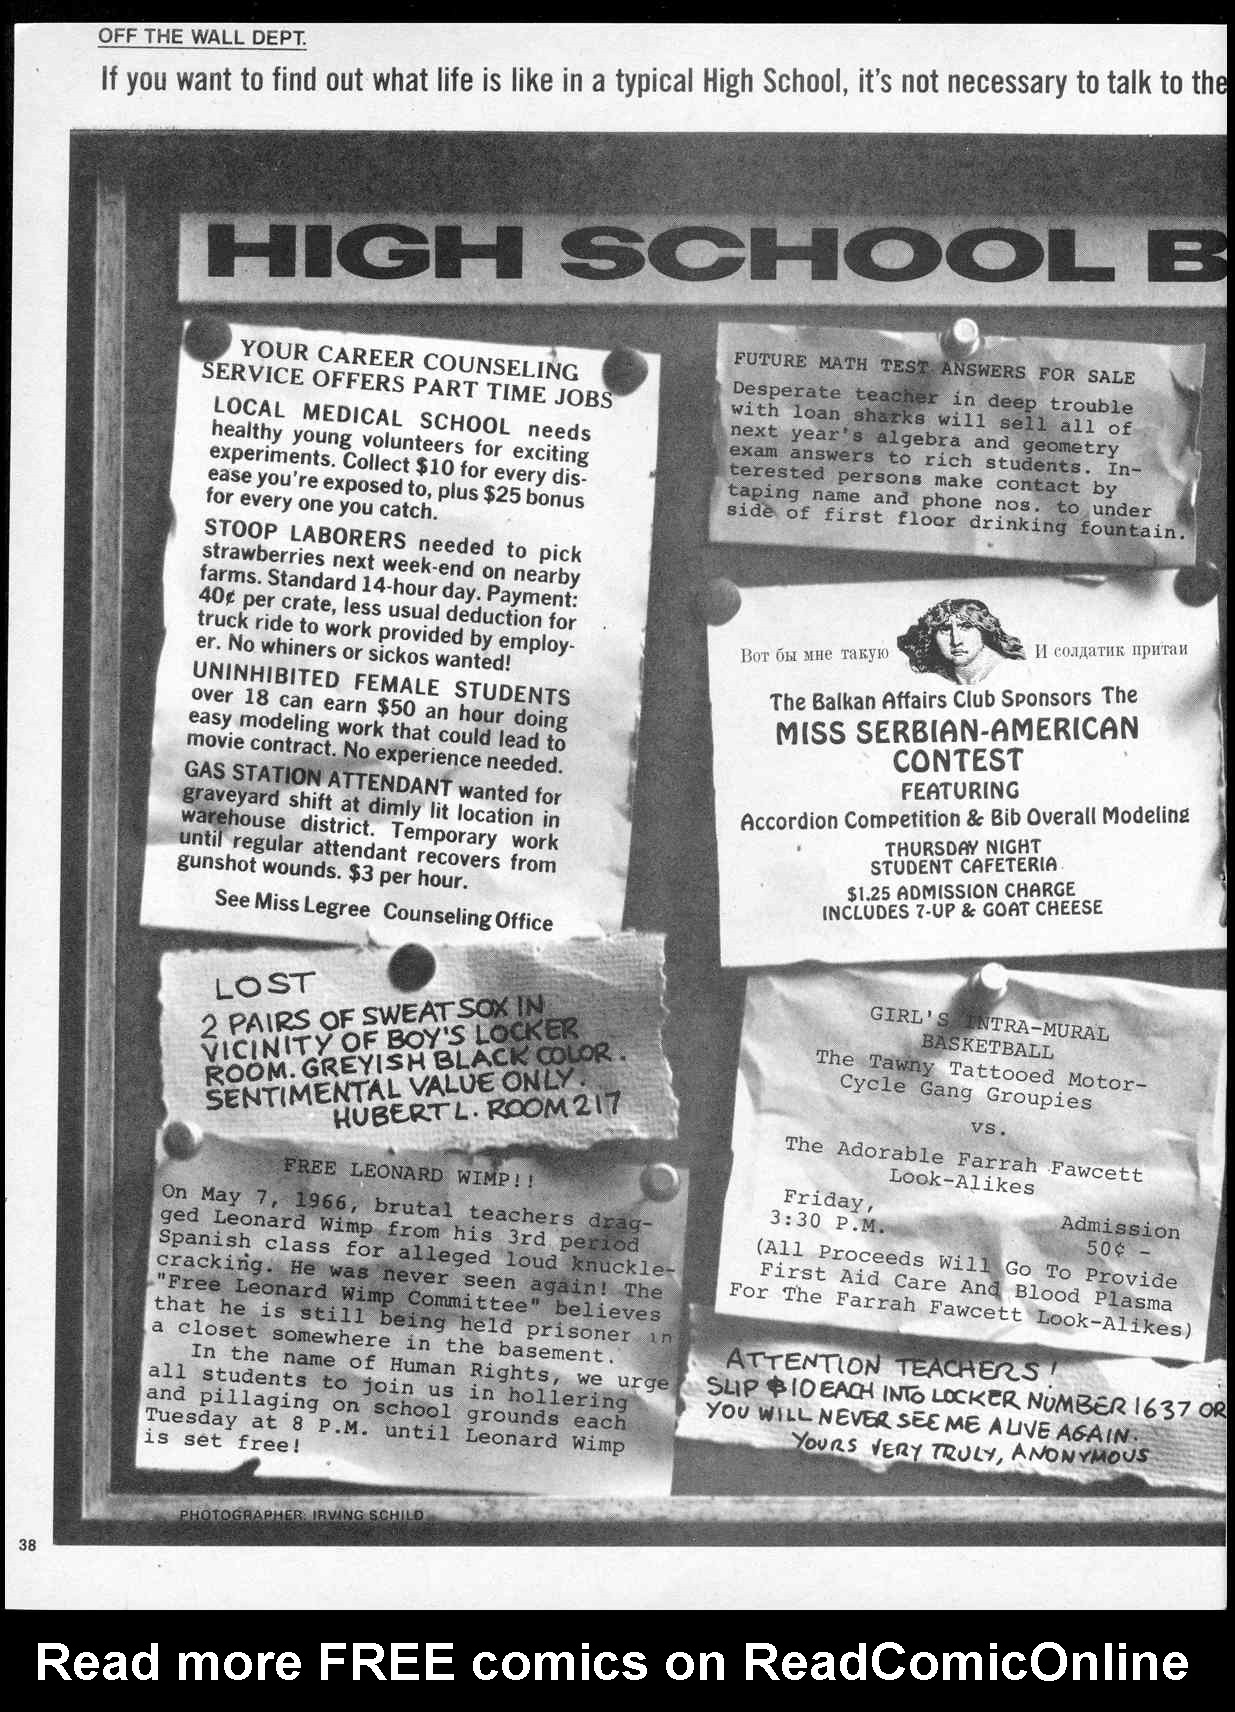 OFF THE WALL DEPT.
If you want to find out what life is like in a typical High School, it's not necessary to talk to the
HIGH SCHOOL B
YOUR CAREER COUNSELING
SERVICE OFFERS PART TIME JOBS
LOCAL MEDICAL SCHOOL needs
healthy young volunteers for exciting
experiments. Collect $10 for every dis-
ease you're exposed to, plus $25 bonus
for every one you catch.
STOOP LABORERS needed to pick
strawberries next week-end on nearby
farms. Standard 14-hour day. Payment:
40¢ per crate, less usual deduction for
truck ride to work provided by employ-
er. No whiners or sickos wanted!
UNINHIBITED FEMALE STUDENTS
over 18 can earn $50 an hour doing
easy modeling work that could lead to
movie contract. No experience needed.
GAS STATION ATTENDANT wanted for
graveyard shift at dimly lit location in
warehouse district. Temporary work
until regular attendant recovers from
gunshot wounds. $3 per hour.
See Miss Legree Counseling Office
LOST
2 PAIRS OF SWEAT SOX IN
VICINITY OF BOY'S LOCKER
ROOM. GREYISH BLACK COLOR.
SENTIMENTAL VALUE ONLY.
HUBERT L. ROOM 217
FREE LEONARD WIMP!!
On May 7, 1966, brutal teachers drag-
ged Leonard Wimp from his 3rd period
Spanish class for alleged loud knuckle-
cracking. He was never seen again! The
"Free Leonard Wimp Committee" believes
that he is still being held prisoner in
a closet somewhere in the basement.
In the name of Human Rights, we urge
all students to join us in hollering
and pillaging on school grounds each
Tuesday at 8 P.M. until Leonard Wimp
is set free!
FUTURE MATH TEST ANSWERS FOR SALE
Desperate teacher in deep trouble
with loan sharks will sell all of
next year's algebra and geometry
exam answers to rich students. In-
terested persons make contact by
taping name and phone nos. to under
side of first floor drinking fountain.
Вот бы мне такую И солдатик притаи
The Balkan Affairs Club Sponsors The
MISS SERBIAN-AMERICAN
CONTEST
FEATURING
Accordion Competition & Bib Overall Modeling
THURSDAY NIGHT
STUDENT CAFETERIA
$1.25 ADMISSION CHARGE
INCLUDES 7-UP & GOAT CHEESE
GIRL'S INTRA-MURAL
BASKETBALL
The Tawny Tattooed Motor-
Cycle Gang Groupies
vs.
The Adorable Farrah Fawcett
Look-Alikes
Friday,
3:30 P.M.
Admission
50¢ -
(All Proceeds Will Go To Provide
First Aid Care And Blood Plasma
For The Farrah Fawcett Look-Alikes)
ATTENTION TEACHERS!
SLIP $10 EACH INTO LOCKER NUMBER 1637 OR
YOU WILL NEVER SEE ME ALIVE AGAIN.
YOURS VERY TRULY, ANONYMOUS
PHOTOGRAPHER: IRVING SCHILD
38
Read more FREE comics on ReadComicOnline